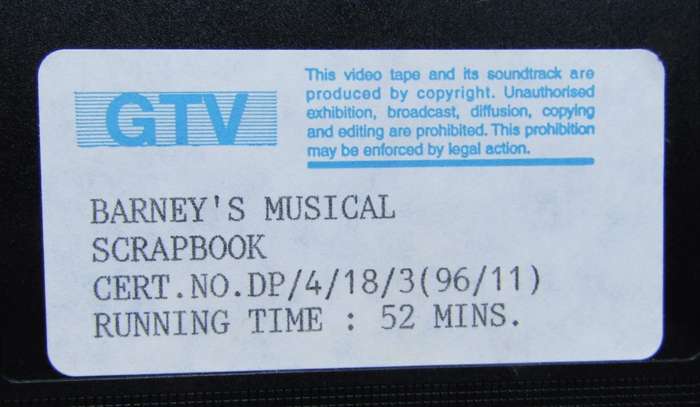 GTV
This video tape and its soundtrack are
produced by copyright. Unauthorised
exhibition, broadcast, diffusion, copying
and editing are prohibited. This prohibition
may be enforced by legal action.
BARNEY'S MUSICAL
SCRAPBOOK
CERT.NO.DP/4/18/3(96/11)
RUNNING TIME : 52 MINS.